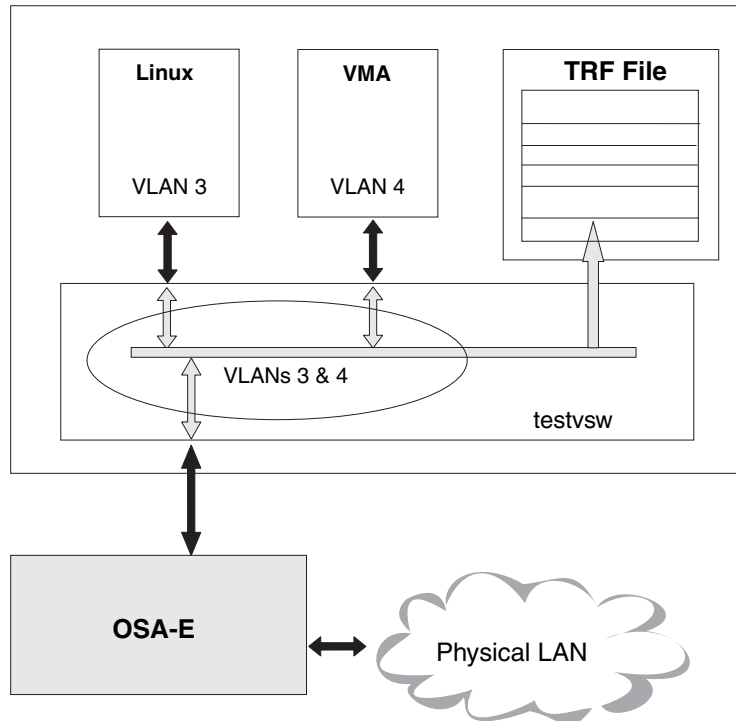 Linux
VMA
TRF File
VLAN 3
VLAN 4
VLANs 3 & 4
testvsw
OSA-E
Physical LAN